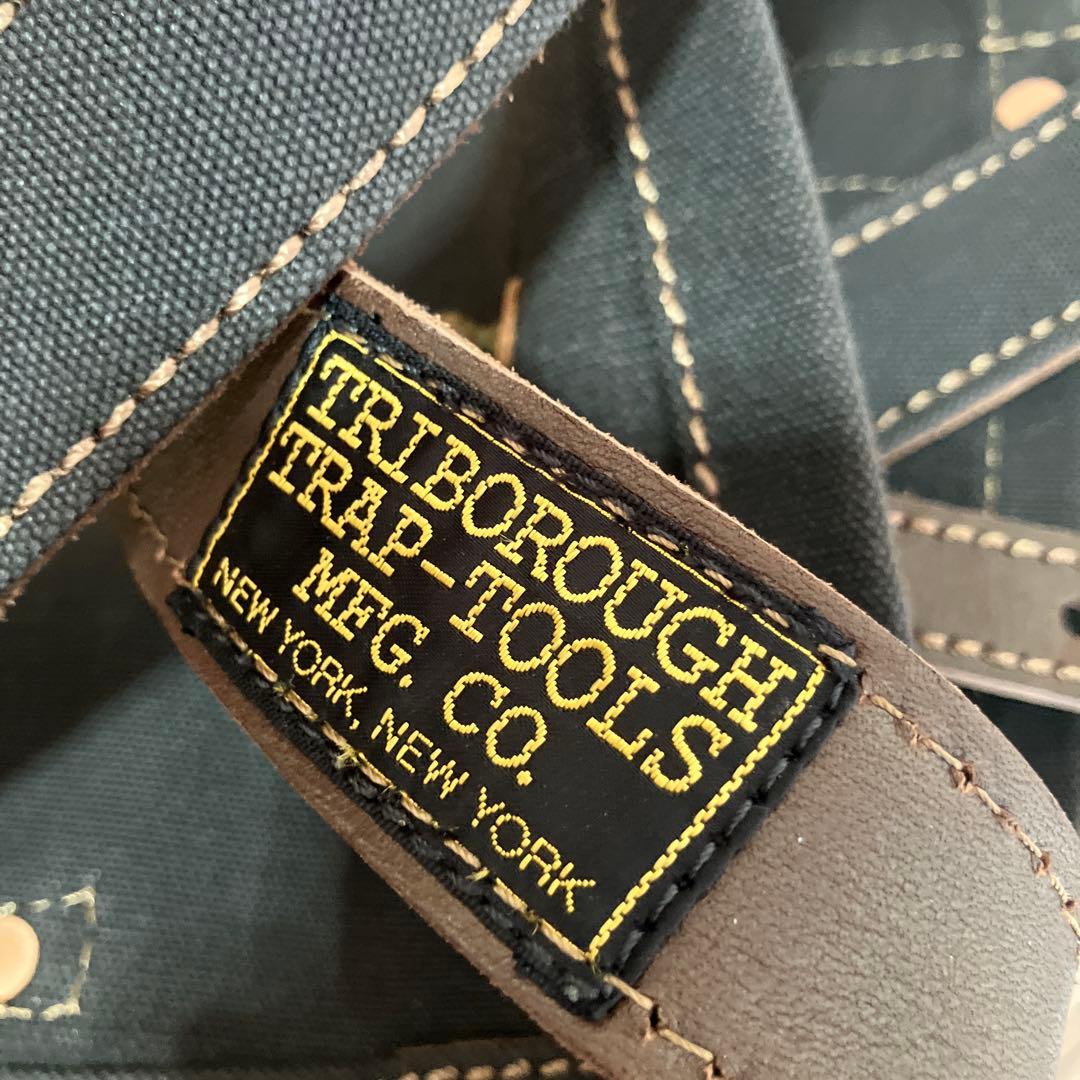 TRIBOROUGH
TRAP-TOOLS
MFG. CO.
NEW YORK, NEW YORK